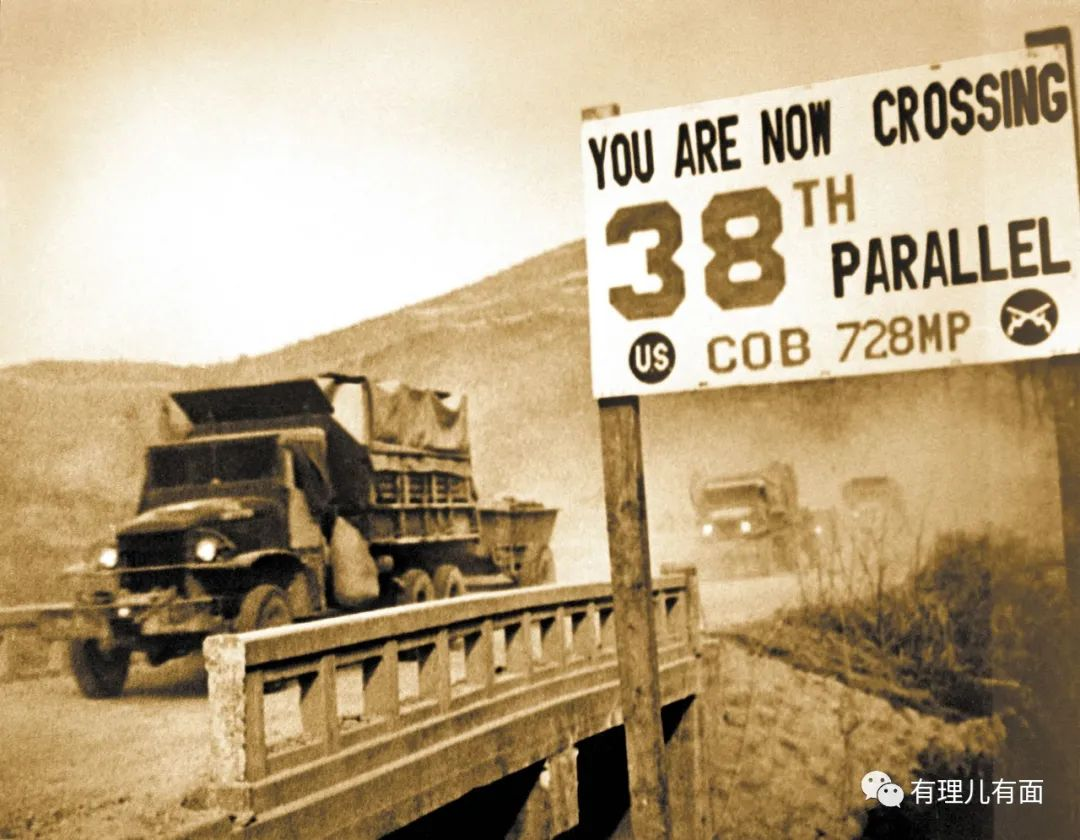 YOU ARE NOW CROSSING
38TH
PARALLEL
US COB 728MP
有理儿有面